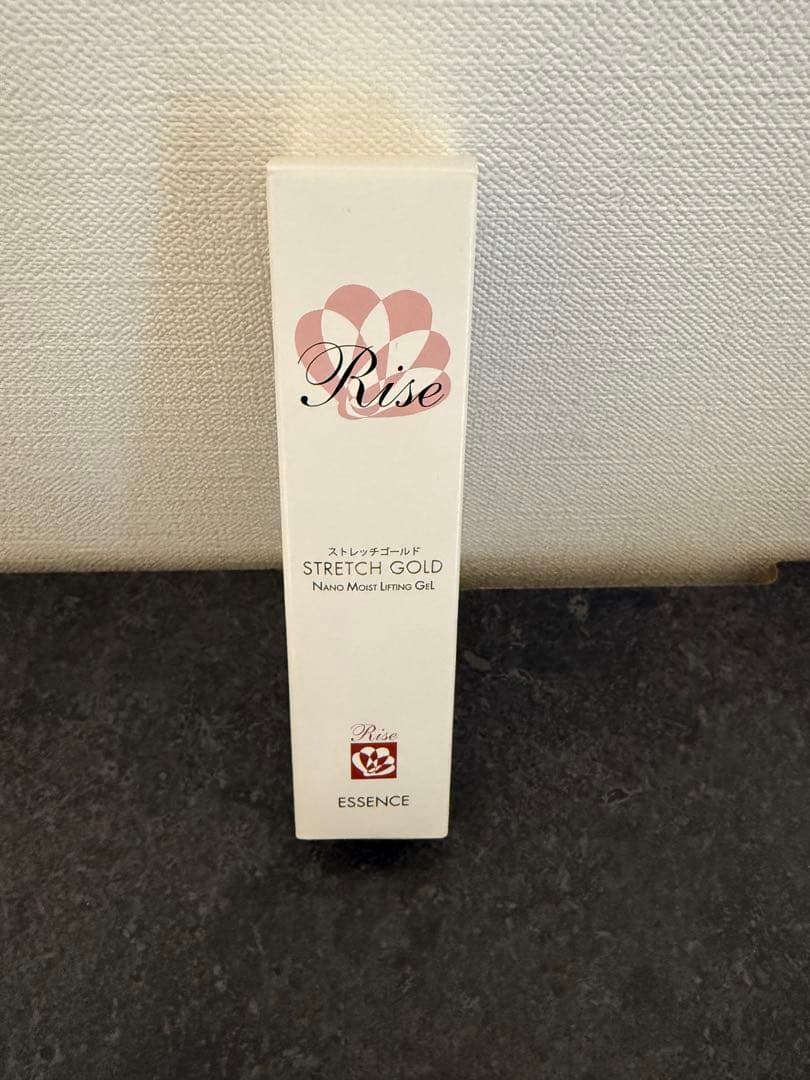 Rise
ストレッチゴールド
STRETCH GOLD
NANO MOIST LIFTING GEL
Rise
ESSENCE